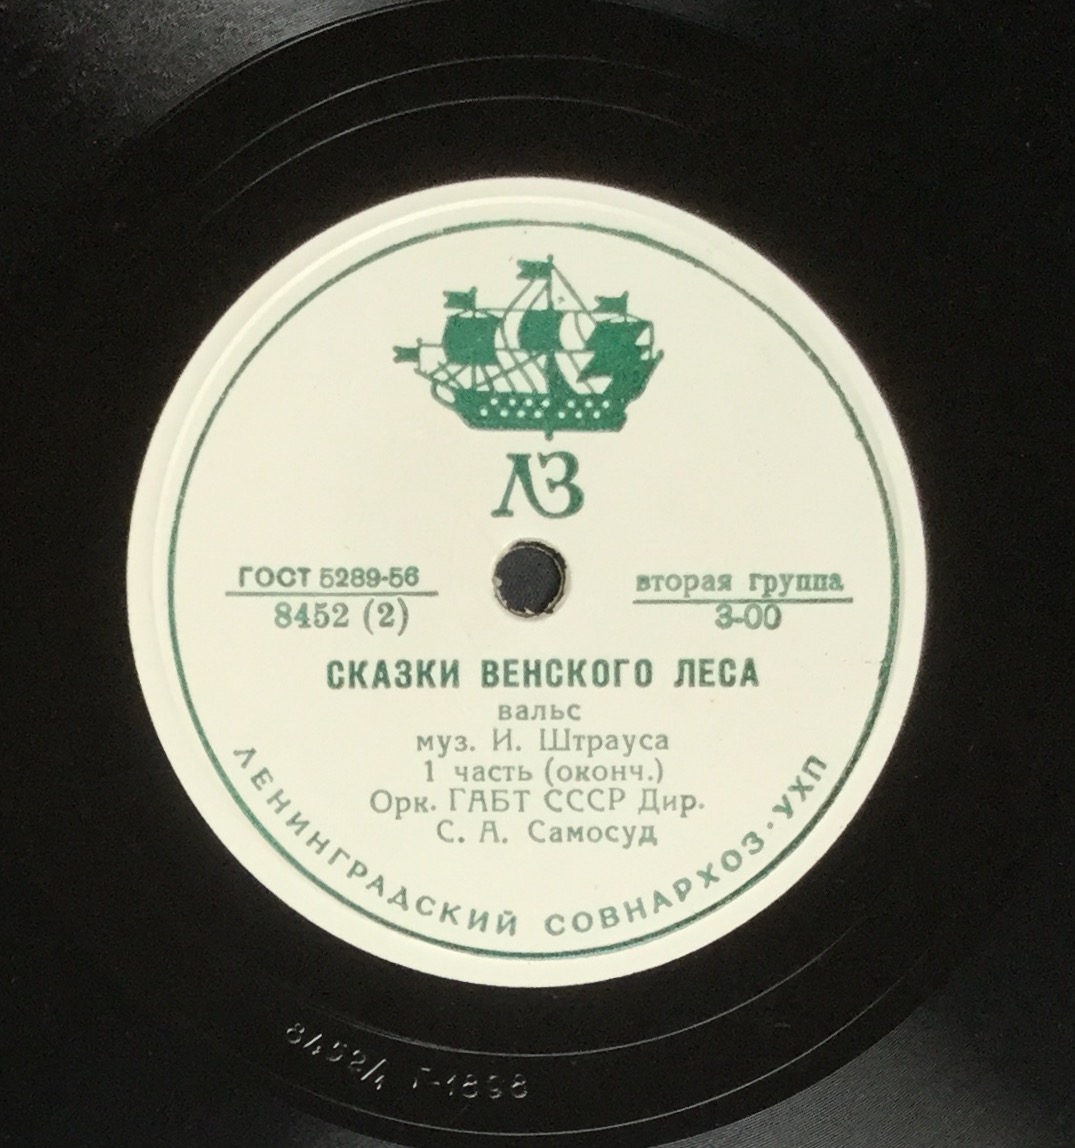 ЛЗ
ГОСТ 5289-56
8452 (2)
вторая группа
3-00
СКАЗКИ ВЕНСКОГО ЛЕСА
вальс
муз. И. Штрауса
1 часть (оконч.)
Орк. ГАБТ СССР Дир.
С. А. Самосуд
ЛЕНИНГРАДСКИЙ СОВНАРХОЗ·УХП
8452/4 Г-1898